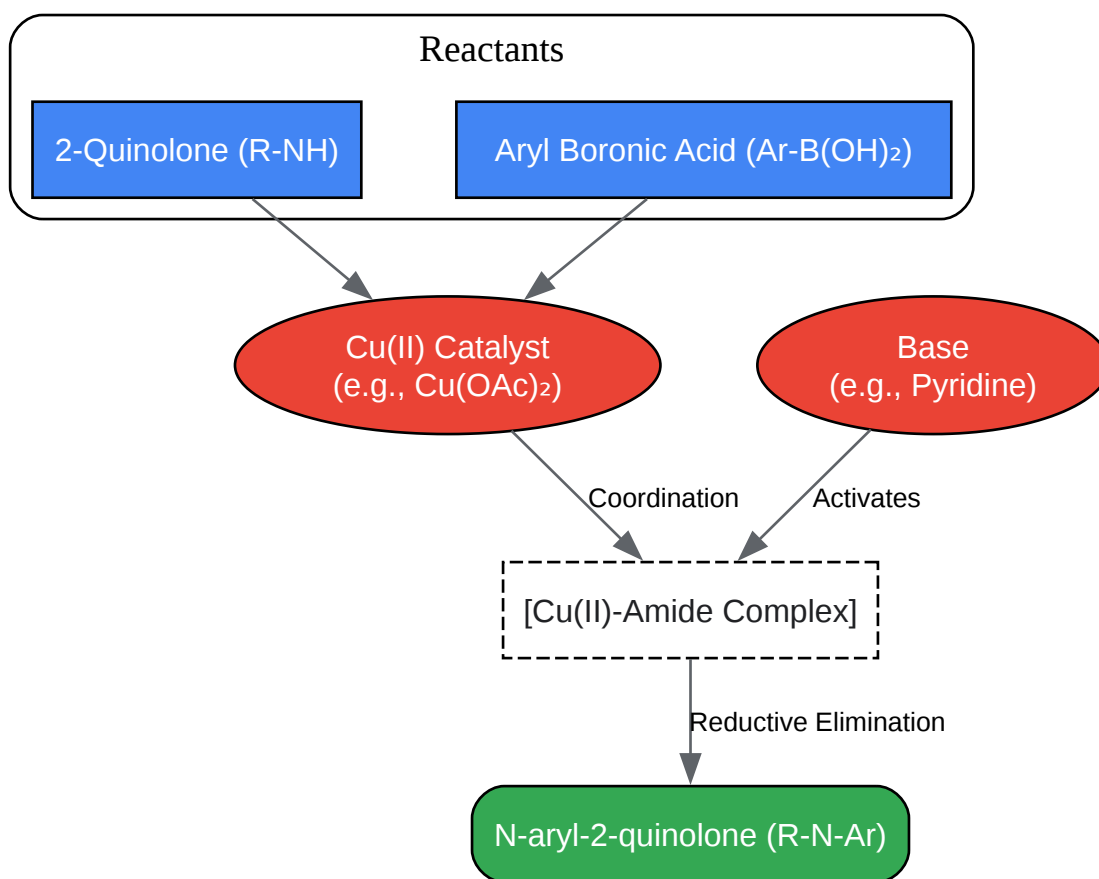 Reactants
2-Quinolone (R-NH)
Aryl Boronic Acid (Ar-B(OH)₂)
Cu(II) Catalyst
(e.g., Cu(OAc)₂)
Base
(e.g., Pyridine)
Coordination
Activates
[Cu(II)-Amide Complex]
Reductive Elimination
N-aryl-2-quinolone (R-N-Ar)